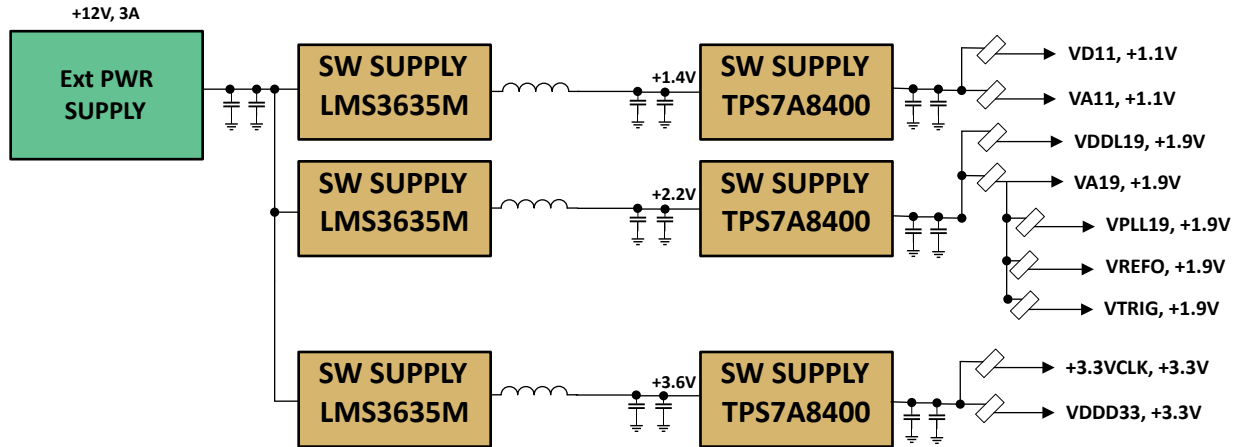 +12V, 3A
Ext PWR
SUPPLY
SW SUPPLY
LMS3635M
+1.4V
SW SUPPLY
TPS7A8400
VD11, +1.1V
VA11, +1.1V
SW SUPPLY
LMS3635M
+2.2V
SW SUPPLY
TPS7A8400
VDDL19, +1.9V
VA19, +1.9V
VPLL19, +1.9V
VREFO, +1.9V
VTRIG, +1.9V
SW SUPPLY
LMS3635M
+3.6V
SW SUPPLY
TPS7A8400
+3.3VCLK, +3.3V
VDDD33, +3.3V